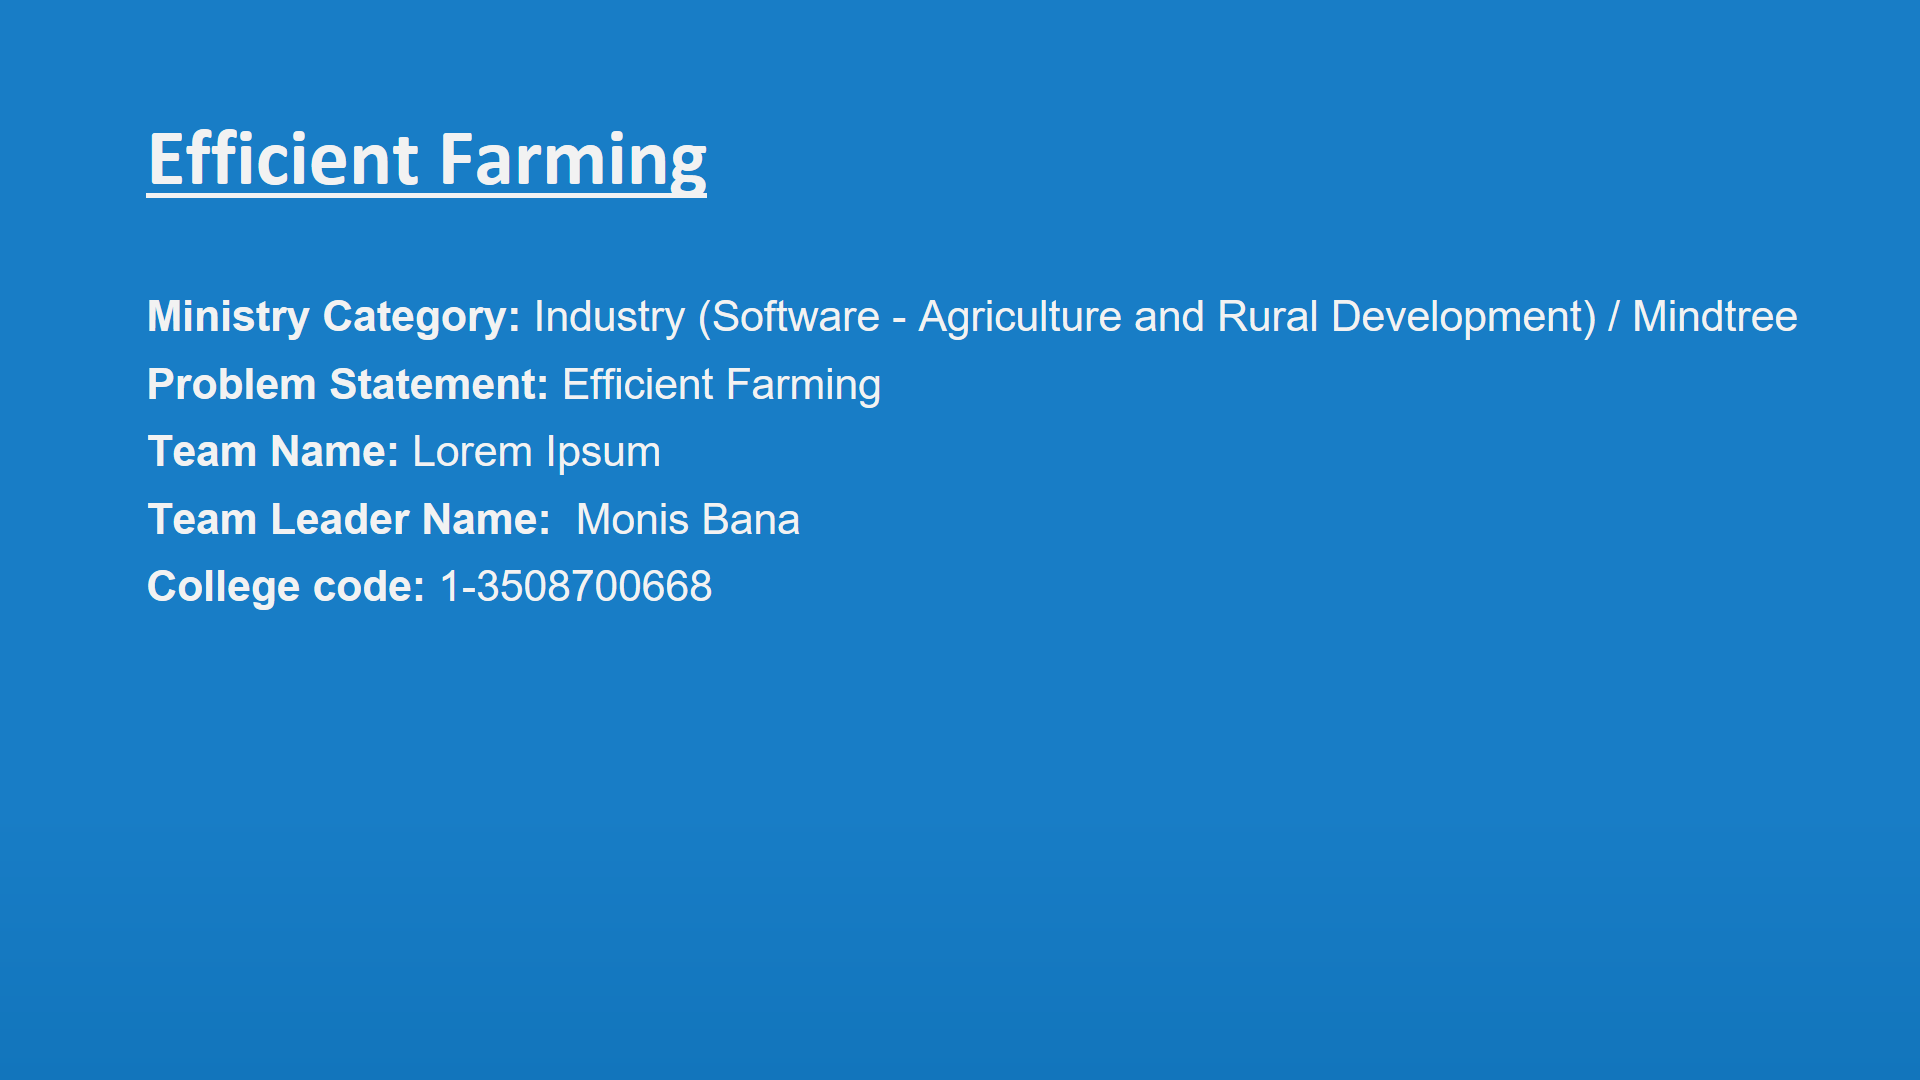 Efficient Farming
Ministry Category: Industry (Software - Agriculture and Rural Development) / Mindtree
Problem Statement: Efficient Farming
Team Name: Lorem Ipsum
Team Leader Name:  Monis Bana
College code: 1-3508700668